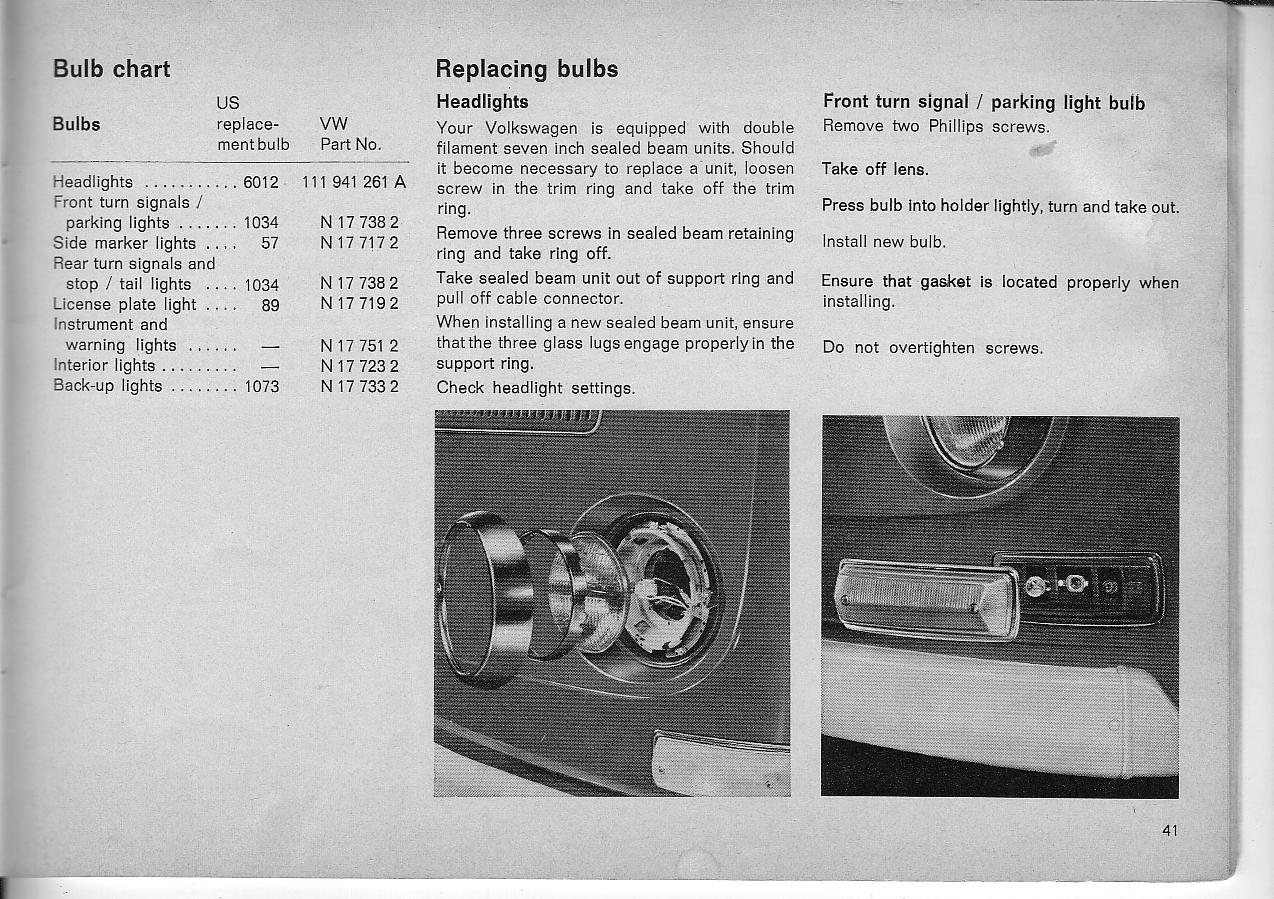 Bulb chart
US
Bulbs replace- VW
ment bulb Part No.
Headlights ........... 6012 111 941 261 A
Front turn signals /
parking lights ....... 1034 N 17 738 2
Side marker lights .... 57 N 17 717 2
Rear turn signals and
stop / tail lights .... 1034 N 17 738 2
License plate light .... 89 N 17 719 2
Instrument and
warning lights ...... — N 17 751 2
Interior lights ......... — N 17 723 2
Back-up lights ........ 1073 N 17 733 2
Replacing bulbs
Headlights
Your Volkswagen is equipped with double
filament seven inch sealed beam units. Should
it become necessary to replace a unit, loosen
screw in the trim ring and take off the trim
ring.
Remove three screws in sealed beam retaining
ring and take ring off.
Take sealed beam unit out of support ring and
pull off cable connector.
When installing a new sealed beam unit, ensure
that the three glass lugs engage properly in the
support ring.
Check headlight settings.
Front turn signal / parking light bulb
Remove two Phillips screws.
Take off lens.
Press bulb into holder lightly, turn and take out.
Install new bulb.
Ensure that gasket is located properly when
installing.
Do not overtighten screws.
41